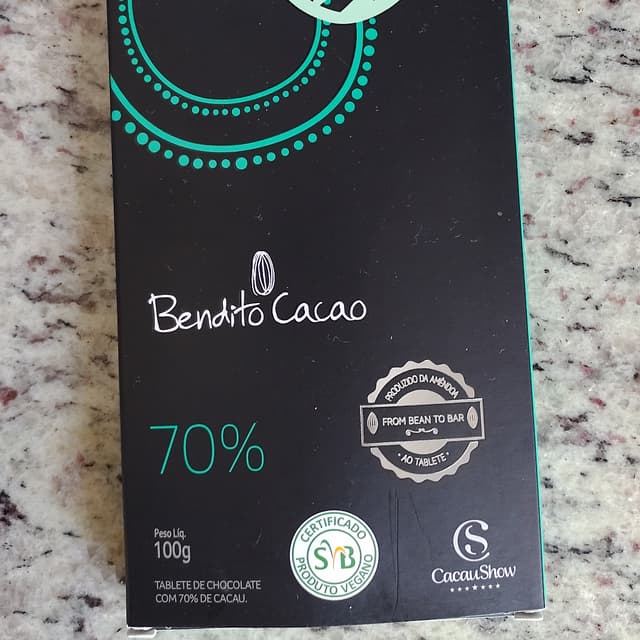 Bendito Cacao
PRODUZIDO DA AMÊNDOA
FROM BEAN TO BAR
• AO TABLETE •
70%
Peso Líq.
100g
TABLETE DE CHOCOLATE
COM 70% DE CACAU.
CERTIFICADO
SVB
PRODUTO VEGANO
CS
CacauShow